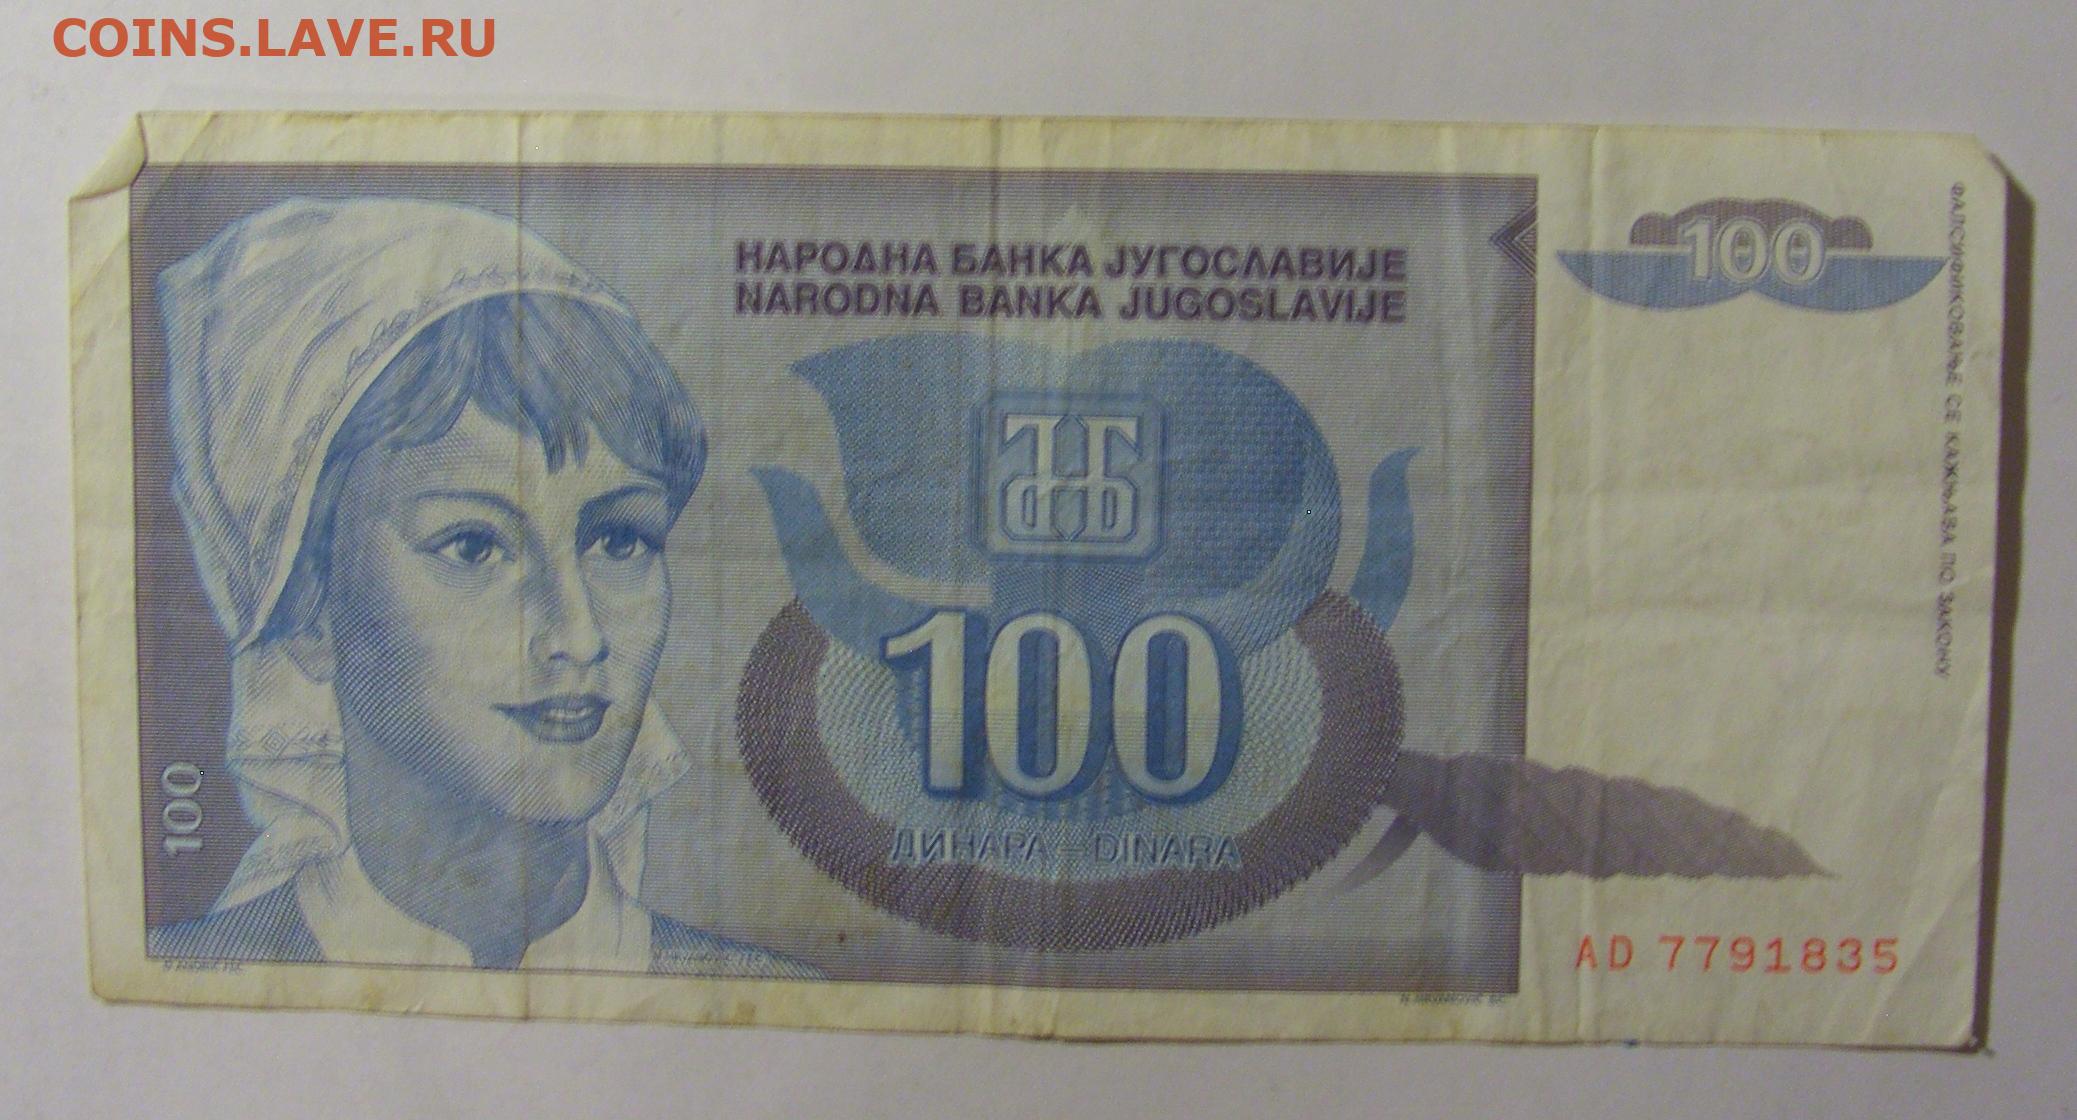 COINS.LAVE.RU
НАРОДНА БАНКА ЈУГОСЛАВИЈЕ
NARODNA BANKA JUGOSLAVIJE
100
ФАЛСИФИКОВАЊЕ СЕ КАЖЊАВА ПО ЗАКОНУ
100
100
ДИНАРА — DINARA
AD 7791835